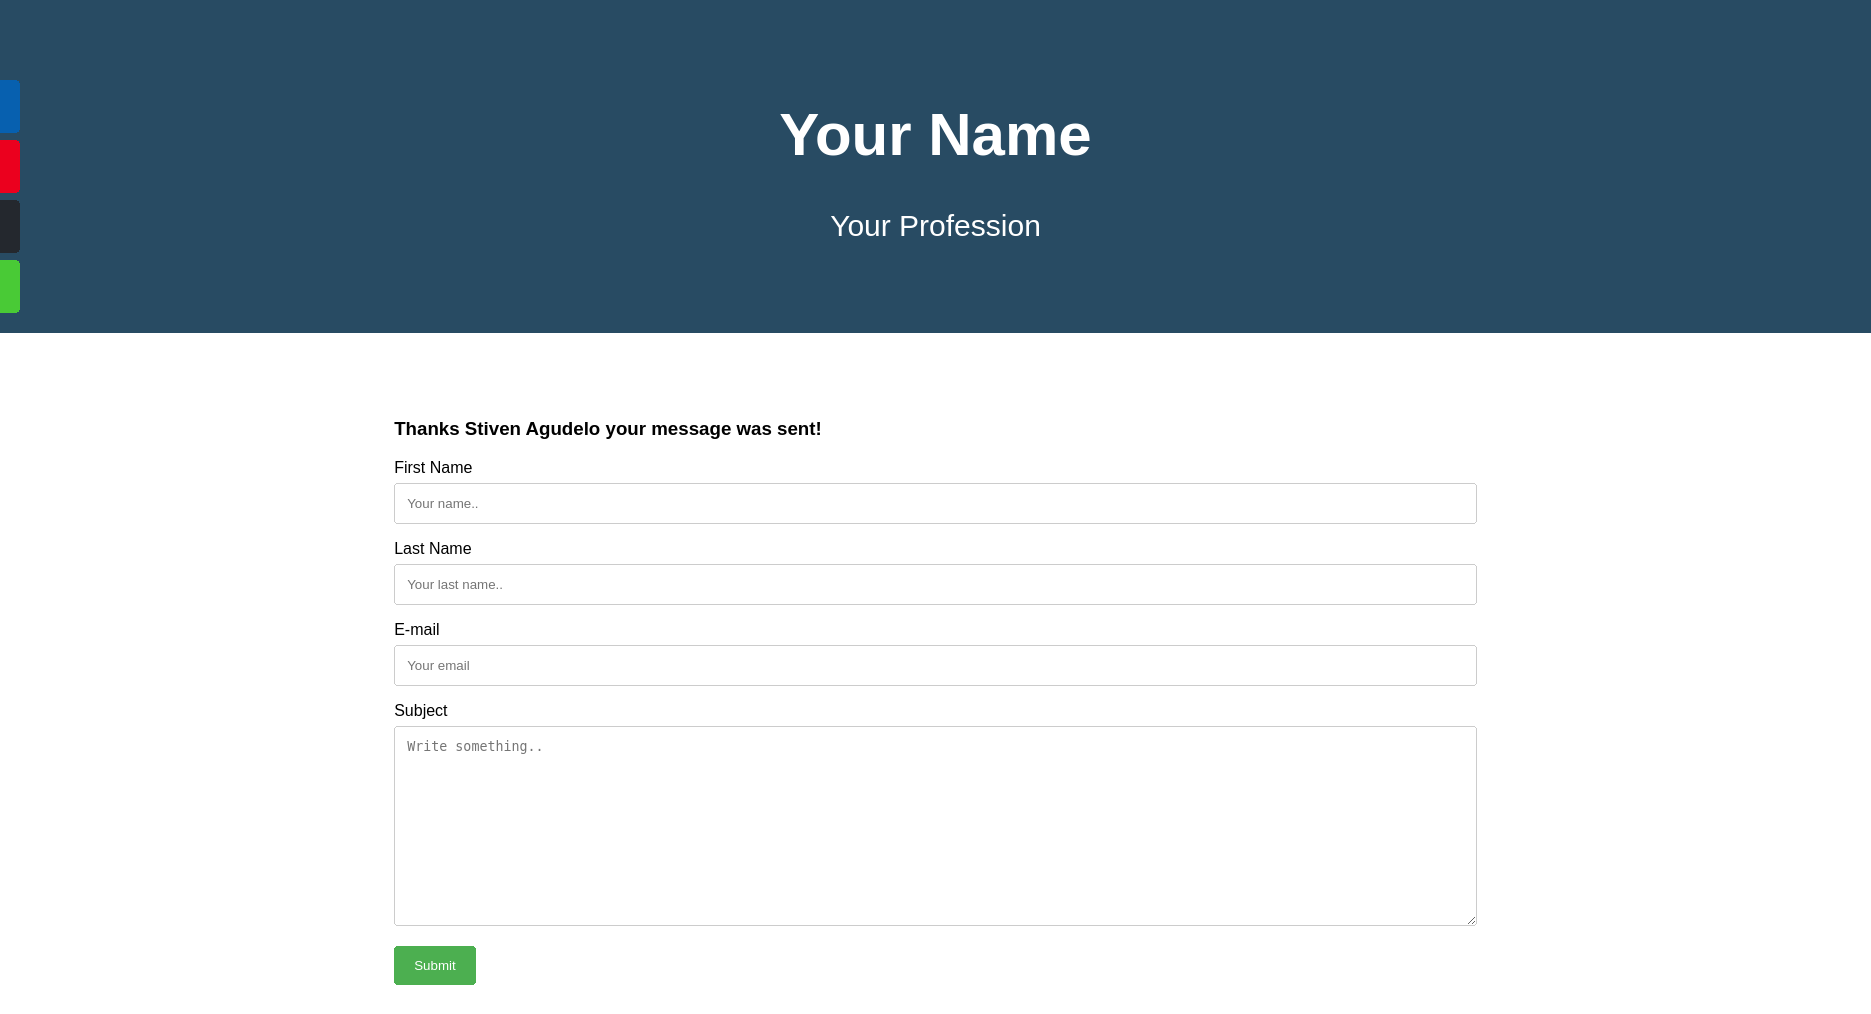 Your Name
Your Profession
Thanks Stiven Agudelo your message was sent!
First Name
Your name..
Last Name
Your last name..
E-mail
Your email
Subject
Write something..
Submit